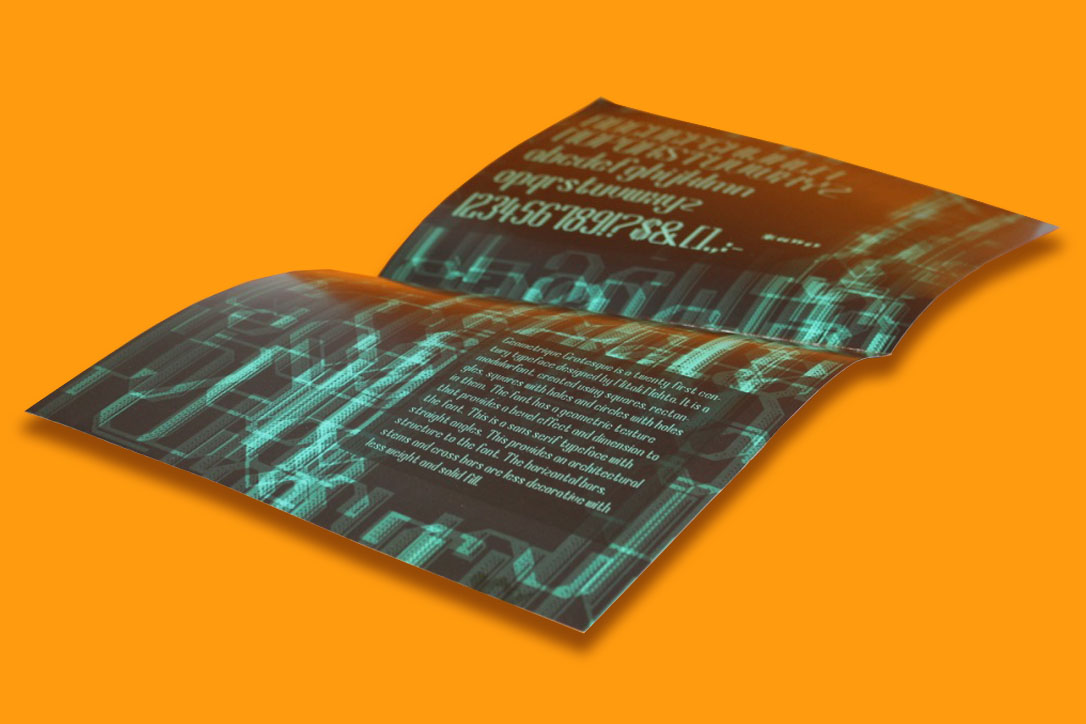 abcdefghijklmn
opqrstuvwxyz
1234567891?$&[].,:-
Geometrique Grotesque is a twenty first cen-
tury typeface designed by Mitali Mehta. It is a
modular font, created using squares, rectan-
gles, squares with holes and circles with holes
in them. The font has a geometric texture
that provides a bevel effect and dimension to
the font. This is a sans serif typeface with
straight angles. This provides an architectural
structure to the font. The horizontal bars,
stems and cross bars are less decorative with
less weight and solid fill.